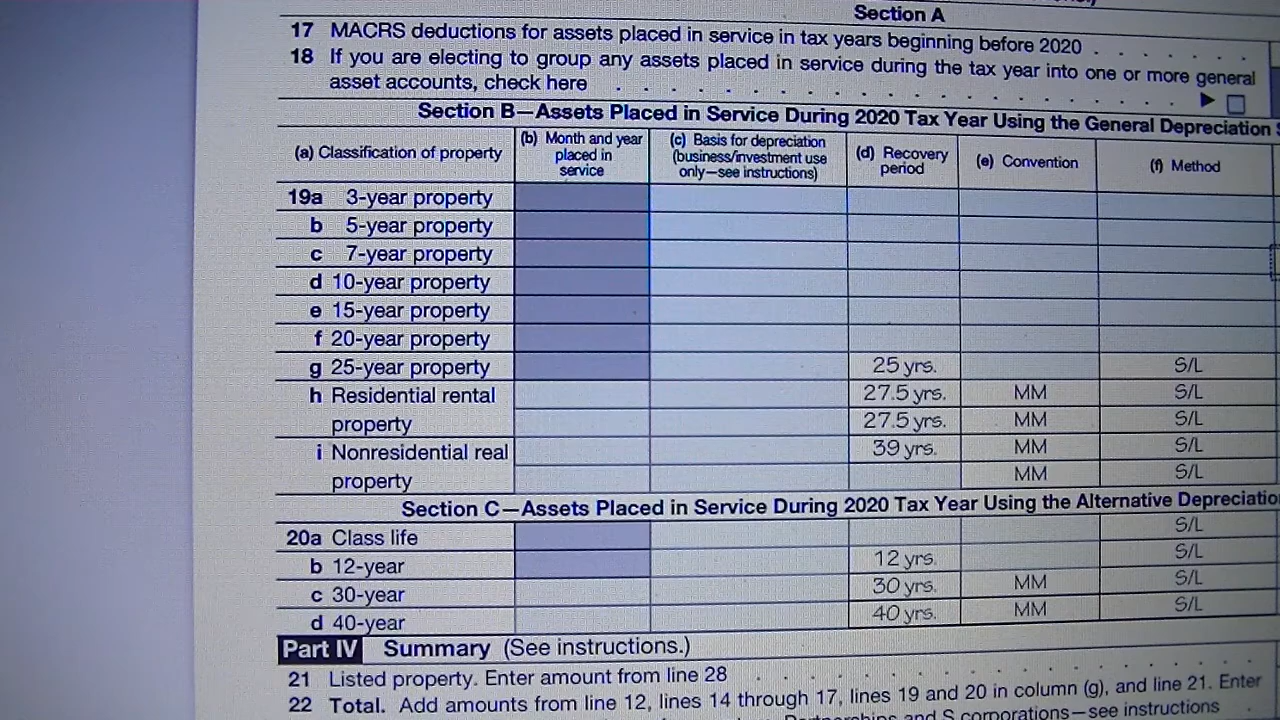 Section A
17 MACRS deductions for assets placed in service in tax years beginning before 2020 . . . . . .
18 If you are electing to group any assets placed in service during the tax year into one or more general
asset accounts, check here . . . . . . . . . . . . . . . . . . . ▶
Section B—Assets Placed in Service During 2020 Tax Year Using the General Depreciation
(a) Classification of property (b) Month and year placed in service (c) Basis for depreciation (business/investment use only—see instructions) (d) Recovery period (e) Convention (f) Method
19a 3-year property
b 5-year property
c 7-year property
d 10-year property
e 15-year property
f 20-year property
g 25-year property 25 yrs. S/L
h Residential rental 27.5 yrs. MM S/L
property 27.5 yrs. MM S/L
i Nonresidential real 39 yrs. MM S/L
property MM S/L
Section C—Assets Placed in Service During 2020 Tax Year Using the Alternative Depreciatio
20a Class life S/L
b 12-year 12 yrs. S/L
c 30-year 30 yrs. MM S/L
d 40-year 40 yrs. MM S/L
Part IV Summary (See instructions.)
21 Listed property. Enter amount from line 28 . . . . . . . . . . . . . . . .
22 Total. Add amounts from line 12, lines 14 through 17, lines 19 and 20 in column (g), and line 21. Enter
and S corporations—see instructions .